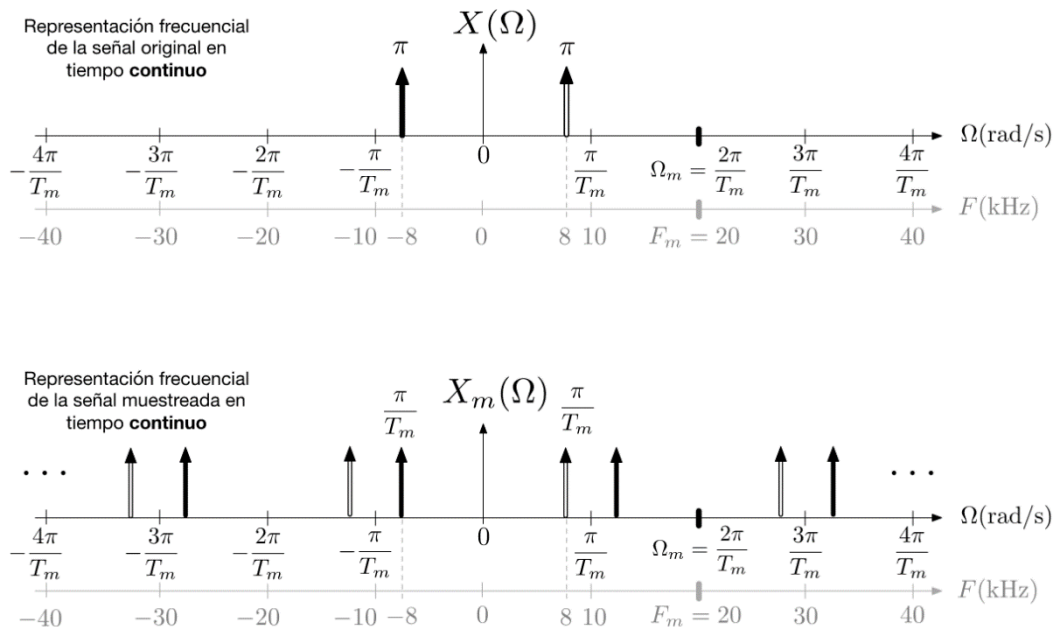 Representación frecuencial
de la señal original en
tiempo continuo
X(Ω)
π π
Ω(rad/s)
−4π/T_m −3π/T_m −2π/T_m −π/T_m 0 π/T_m Ω_m = 2π/T_m 3π/T_m 4π/T_m
F(kHz)
−40 −30 −20 −10 −8 0 8 10 F_m = 20 30 40
Representación frecuencial
de la señal muestreada en
tiempo continuo
X_m(Ω)
π/T_m π/T_m
. . . . . .
Ω(rad/s)
−4π/T_m −3π/T_m −2π/T_m −π/T_m 0 π/T_m Ω_m = 2π/T_m 3π/T_m 4π/T_m
F(kHz)
−40 −30 −20 −10 −8 0 8 10 F_m = 20 30 40